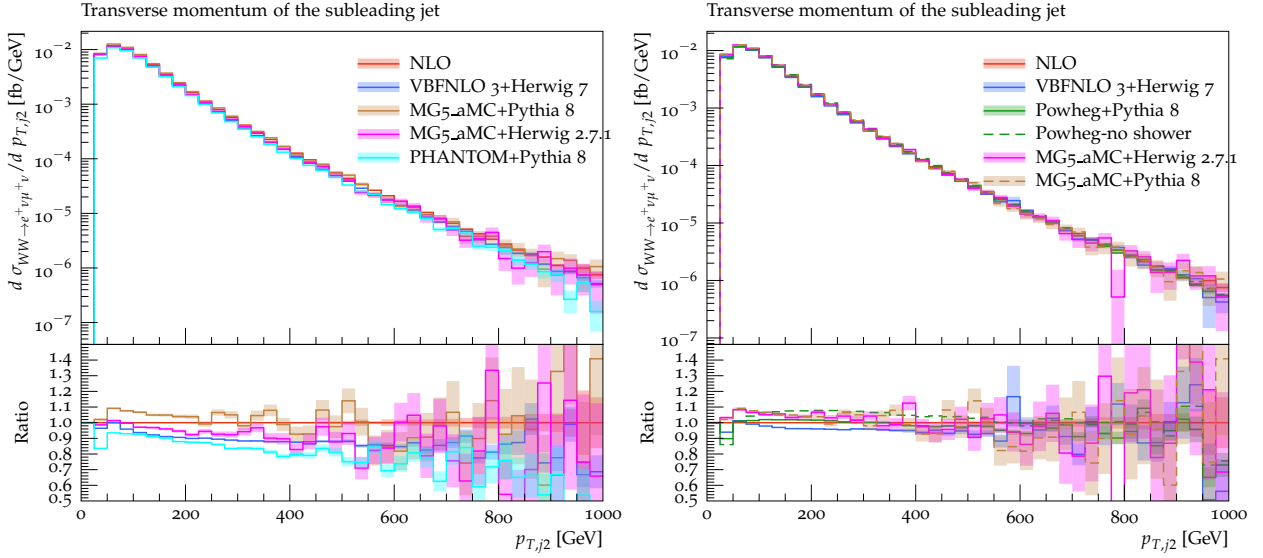 Transverse momentum of the subleading jet
d σ_{WW→e⁺νμ⁺ν}/d p_{T,j2} [fb/GeV]
10⁻²
10⁻³
10⁻⁴
10⁻⁵
10⁻⁶
10⁻⁷
NLO
VBFNLO 3+Herwig 7
MG5_aMC+Pythia 8
MG5_aMC+Herwig 2.7.1
PHANTOM+Pythia 8
Ratio
1.4
1.3
1.2
1.1
1.0
0.9
0.8
0.7
0.6
0.5
0 200 400 600 800 1000
p_{T,j2} [GeV]
Transverse momentum of the subleading jet
d σ_{WW→e⁺νμ⁺ν}/d p_{T,j2} [fb/GeV]
10⁻²
10⁻³
10⁻⁴
10⁻⁵
10⁻⁶
10⁻⁷
NLO
VBFNLO 3+Herwig 7
Powheg+Pythia 8
Powheg-no shower
MG5_aMC+Herwig 2.7.1
MG5_aMC+Pythia 8
Ratio
1.4
1.3
1.2
1.1
1.0
0.9
0.8
0.7
0.6
0.5
0 200 400 600 800 1000
p_{T,j2} [GeV]